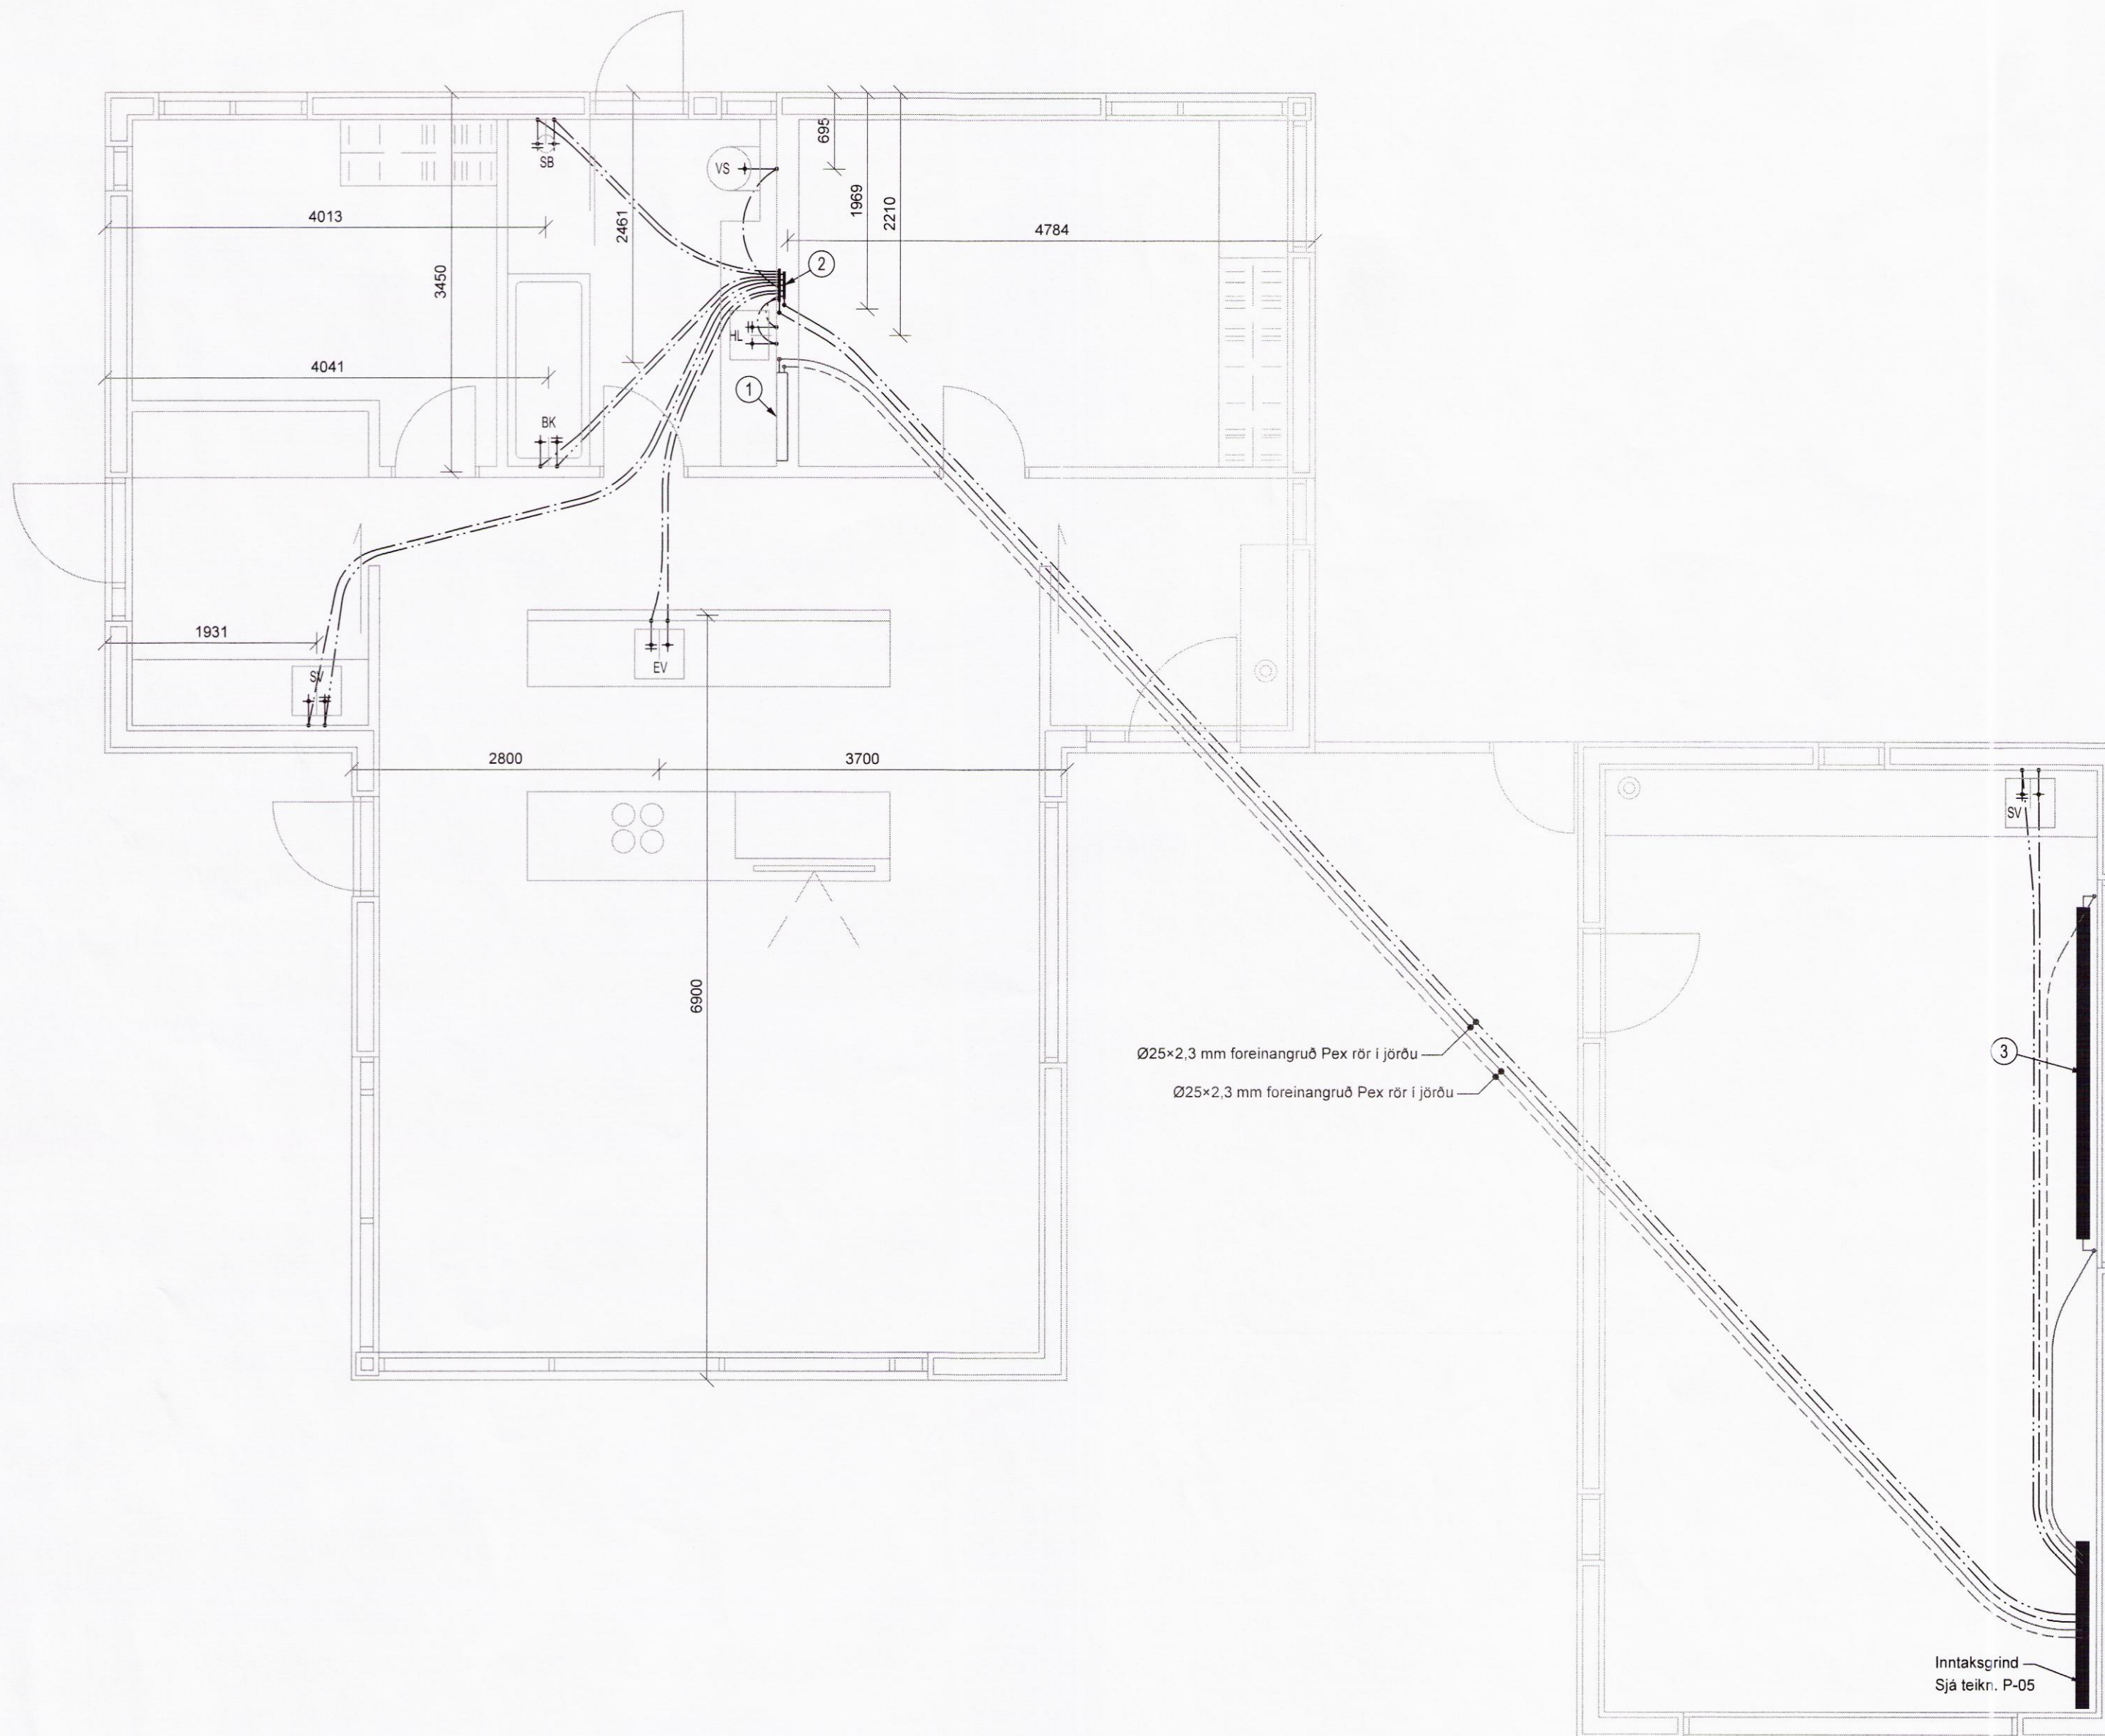 695
SB
VS
1969
2210
4013
2461
4784
2
3450
HL
4041
1
BK
1931
SV
EV
2800
3700
SV
6900
Ø25×2,3 mm foreinangruð Pex rör í jörðu
3
Ø25×2,3 mm foreinangruð Pex rör í jörðu
Inntaksgrind
Sjá teikn. P-05